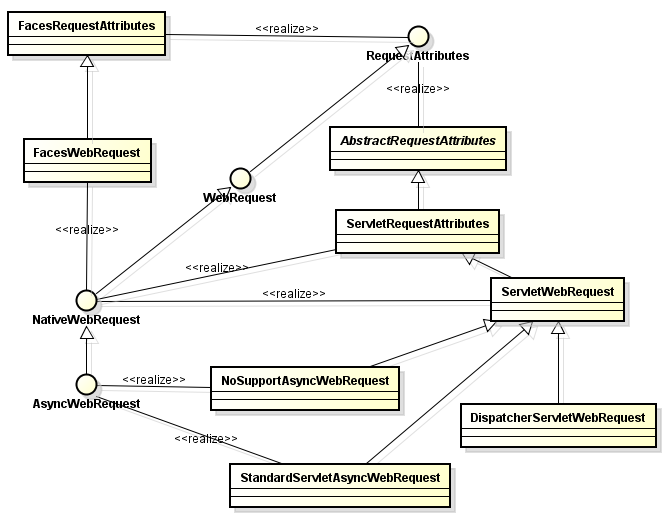 FacesRequestAttributes
<<realize>>
RequestAttributes
<<realize>>
AbstractRequestAttributes
FacesWebRequest
WebRequest
ServletRequestAttributes
<<realize>>
<<realize>>
<<realize>>
ServletWebRequest
NativeWebRequest
<<realize>>
NoSupportAsyncWebRequest
AsyncWebRequest
DispatcherServletWebRequest
<<realize>>
StandardServletAsyncWebRequest